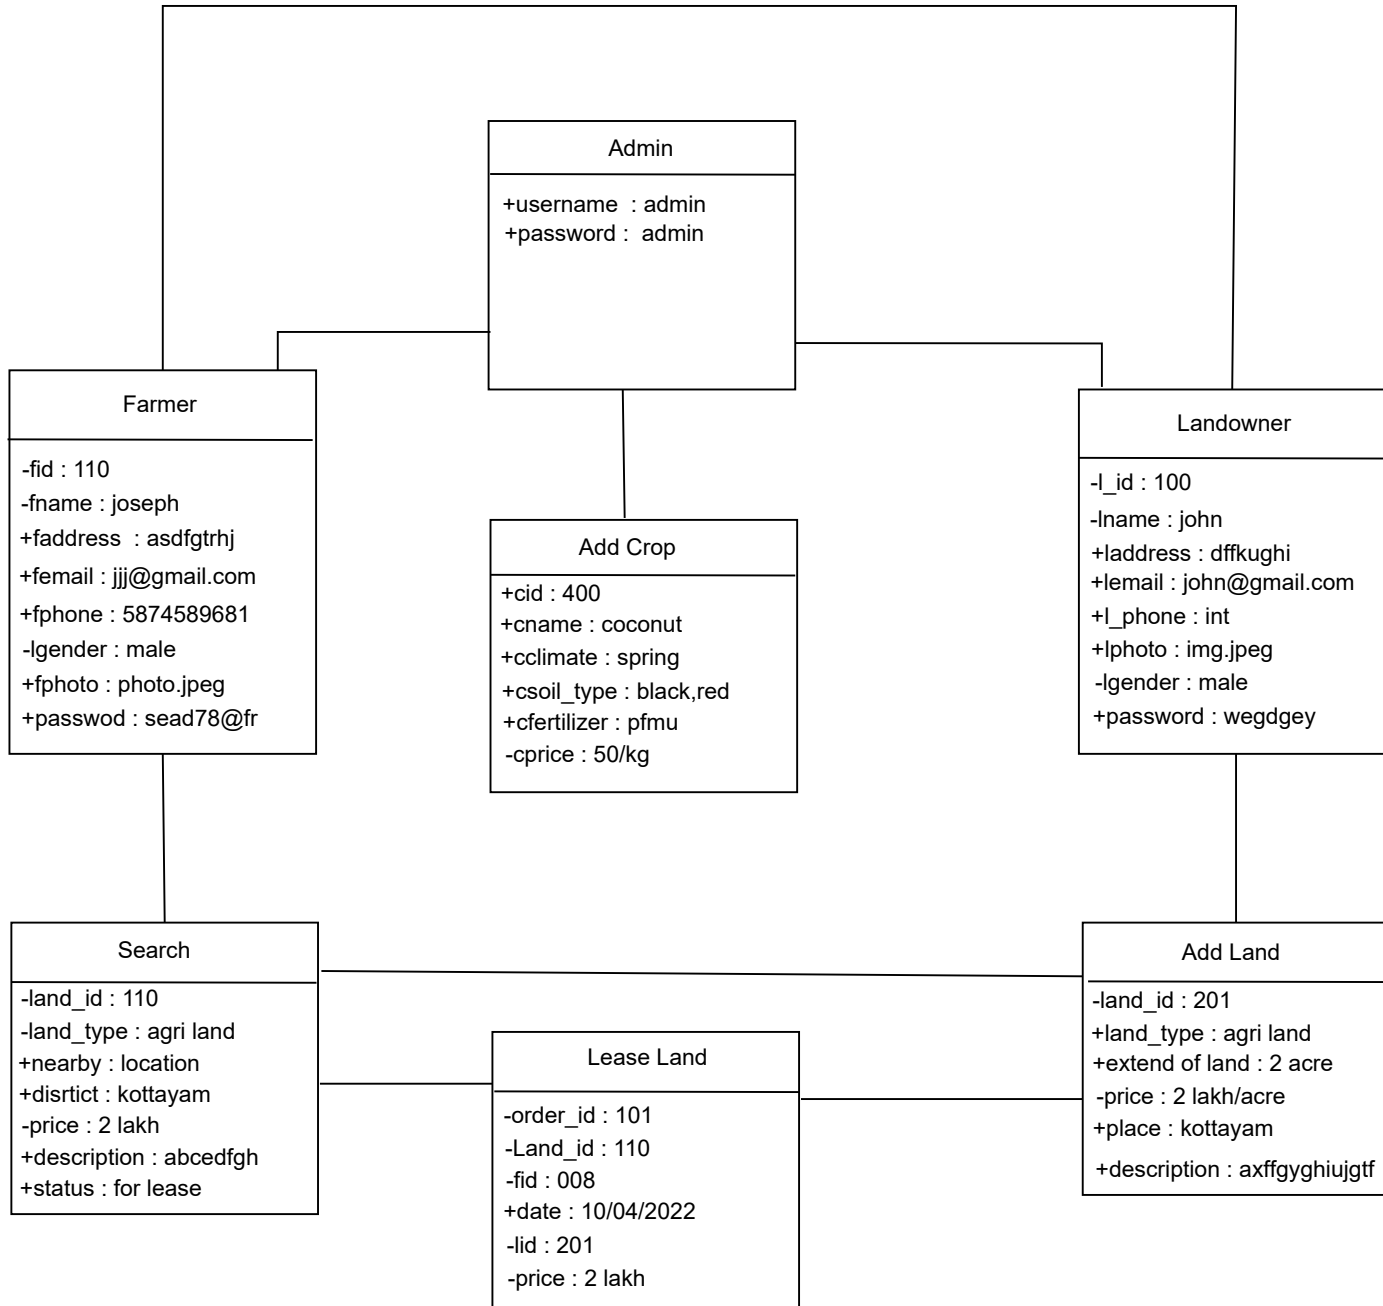 Admin
+username : admin
+password : admin
Farmer
-fid : 110
-fname : joseph
+faddress : asdfgtrhj
+femail : jjj@gmail.com
+fphone : 5874589681
-lgender : male
+fphoto : photo.jpeg
+passwod : sead78@fr
Add Crop
+cid : 400
+cname : coconut
+cclimate : spring
+csoil_type : black,red
+cfertilizer : pfmu
-cprice : 50/kg
Landowner
-l_id : 100
-lname : john
+laddress : dffkughi
+lemail : john@gmail.com
+l_phone : int
+lphoto : img.jpeg
-lgender : male
+password : wegdgey
Search
-land_id : 110
-land_type : agri land
+nearby : location
+disrtict : kottayam
-price : 2 lakh
+description : abcedfgh
+status : for lease
Lease Land
-order_id : 101
-Land_id : 110
-fid : 008
+date : 10/04/2022
-lid : 201
-price : 2 lakh
Add Land
-land_id : 201
+land_type : agri land
+extend of land : 2 acre
-price : 2 lakh/acre
+place : kottayam
+description : axffgyghiujgtf